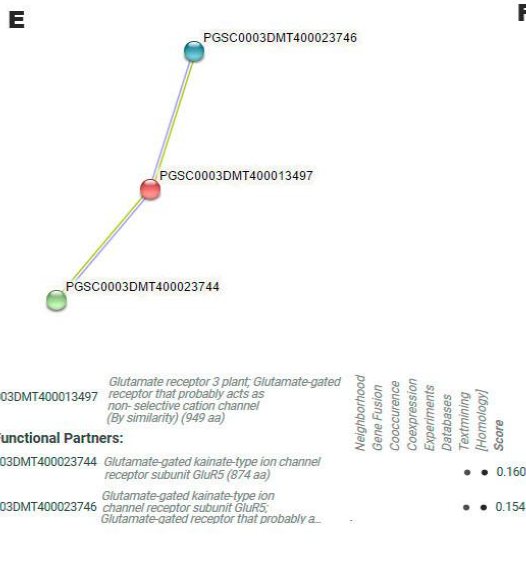 E
F
PGSC0003DMT400023746
PGSC0003DMT400013497
PGSC0003DMT400023744
03DMT400013497
Glutamate receptor 3 plant; Glutamate-gated
receptor that probably acts as
non- selective cation channel
(By similarity) (949 aa)
Neighborhood
Gene Fusion
Cooccurence
Coexpression
Experiments
Databases
Textmining
[Homology]
Score
unctional Partners:
03DMT400023744 Glutamate-gated kainate-type ion channel
receptor subunit GluR5 (874 aa)
• • 0.160
03DMT400023746 Glutamate-gated kainate-type ion
channel receptor subunit GluR5;
Glutamate-gated receptor that probably a...
• • 0.154